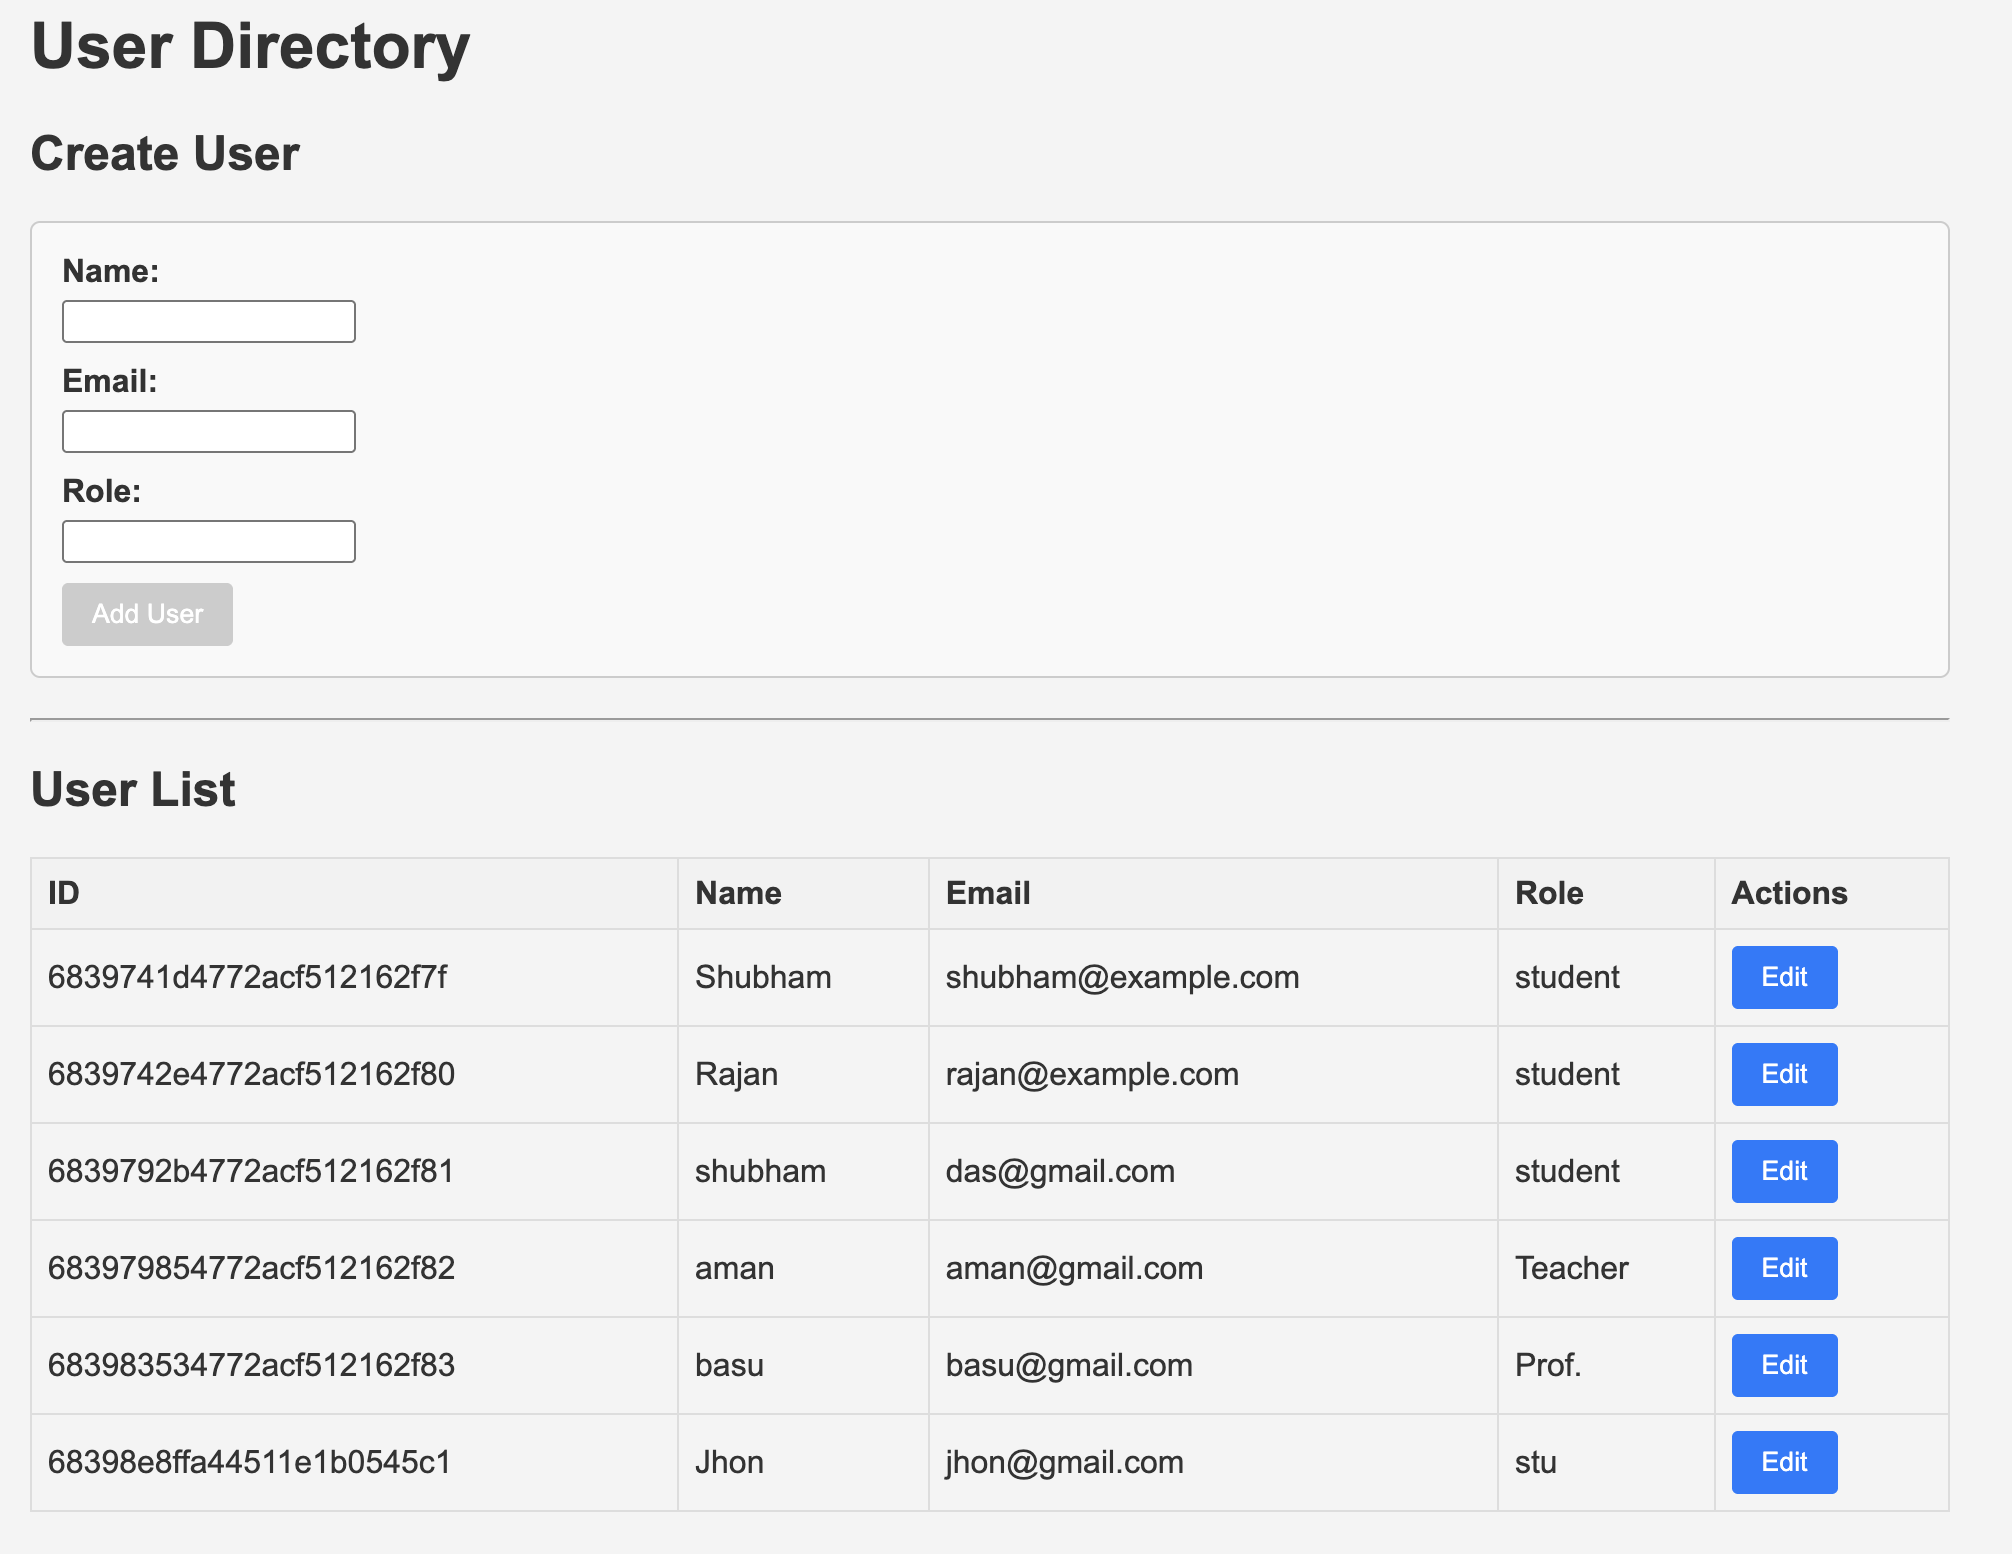 User Directory
Create User
Name:
Email:
Role:
Add User
User List
ID Name Email Role Actions
6839741d4772acf512162f7f Shubham shubham@example.com student Edit
6839742e4772acf512162f80 Rajan rajan@example.com student Edit
6839792b4772acf512162f81 shubham das@gmail.com student Edit
683979854772acf512162f82 aman aman@gmail.com Teacher Edit
683983534772acf512162f83 basu basu@gmail.com Prof. Edit
68398e8ffa44511e1b0545c1 Jhon jhon@gmail.com stu Edit